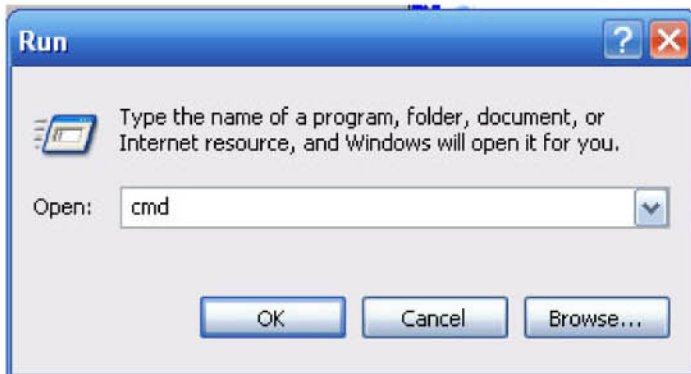 Run
?
Type the name of a program, folder, document, or
Internet resource, and Windows will open it for you.
Open: cmd
OK Cancel Browse...